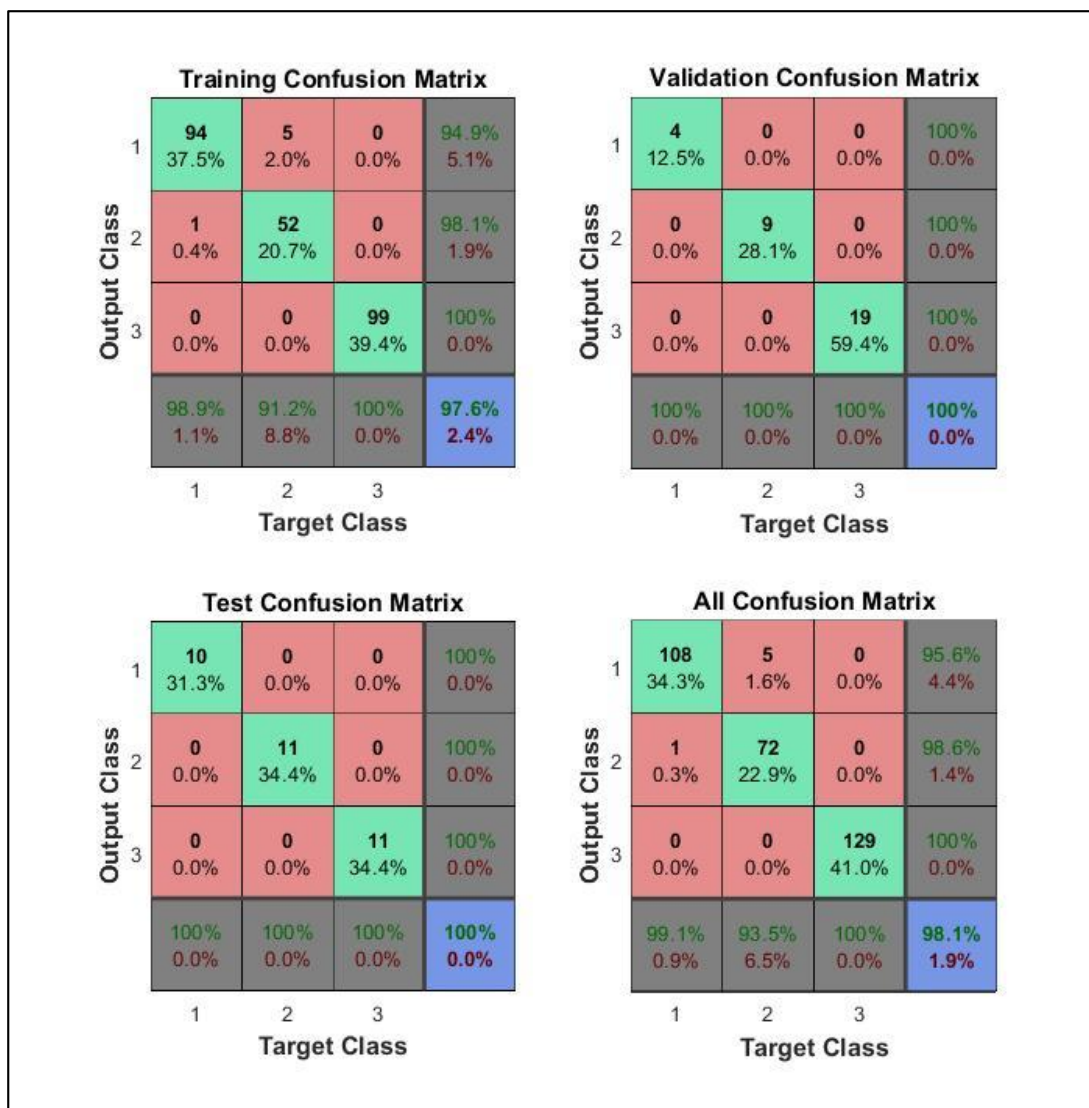 Training Confusion Matrix
94 5 0 94.9%
1
37.5% 2.0% 0.0% 5.1%
1 52 0 98.1%
2
0.4% 20.7% 0.0% 1.9%
0 0 99 100%
3
0.0% 0.0% 39.4% 0.0%
98.9% 91.2% 100% 97.6%
1.1% 8.8% 0.0% 2.4%
1 2 3
Target Class
Output Class
Validation Confusion Matrix
4 0 0 100%
1
12.5% 0.0% 0.0% 0.0%
0 9 0 100%
2
0.0% 28.1% 0.0% 0.0%
0 0 19 100%
3
0.0% 0.0% 59.4% 0.0%
100% 100% 100% 100%
0.0% 0.0% 0.0% 0.0%
1 2 3
Target Class
Output Class
Test Confusion Matrix
10 0 0 100%
1
31.3% 0.0% 0.0% 0.0%
0 11 0 100%
2
0.0% 34.4% 0.0% 0.0%
0 0 11 100%
3
0.0% 0.0% 34.4% 0.0%
100% 100% 100% 100%
0.0% 0.0% 0.0% 0.0%
1 2 3
Target Class
Output Class
All Confusion Matrix
108 5 0 95.6%
1
34.3% 1.6% 0.0% 4.4%
1 72 0 98.6%
2
0.3% 22.9% 0.0% 1.4%
0 0 129 100%
3
0.0% 0.0% 41.0% 0.0%
99.1% 93.5% 100% 98.1%
0.9% 6.5% 0.0% 1.9%
1 2 3
Target Class
Output Class